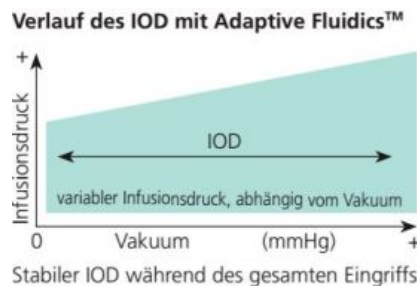 Verlauf des IOD mit Adaptive Fluidics™
+
Infusionsdruck
IOD
variabler Infusionsdruck, abhängig vom Vakuum
0 Vakuum (mmHg) +
Stabiler IOD während des gesamten Eingriffs